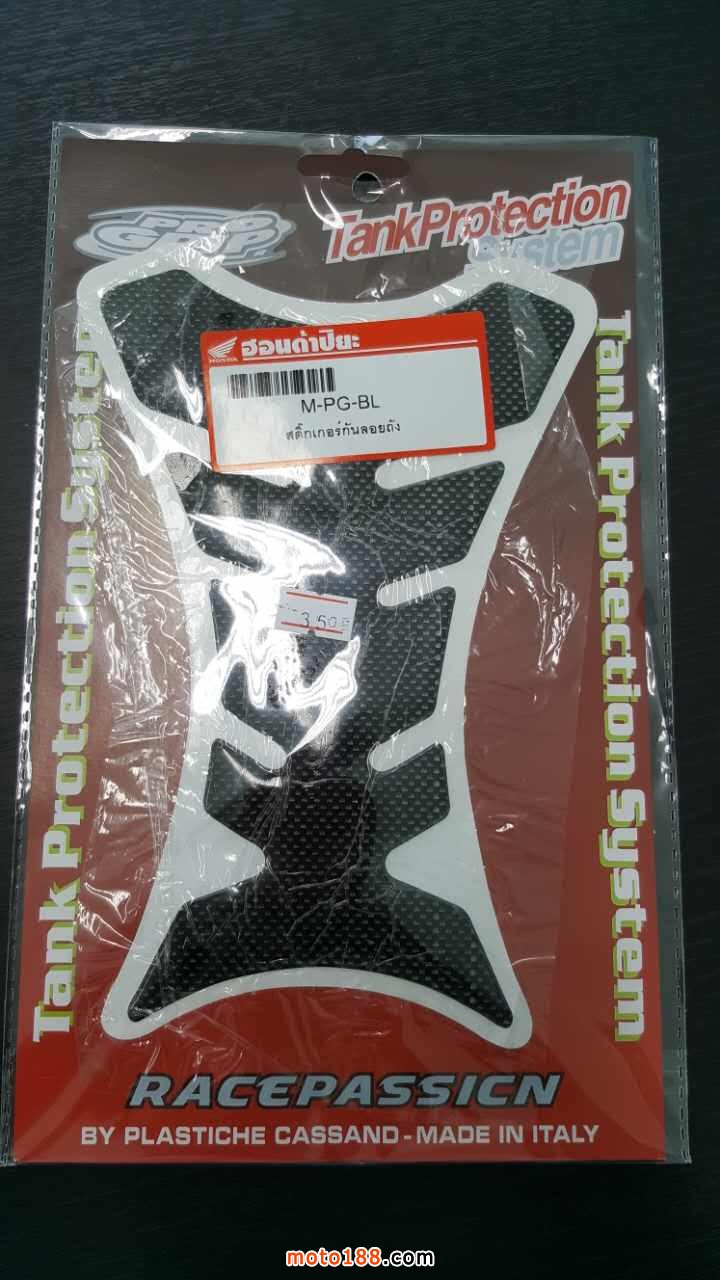 PRO
GRIP.
TankProtection
System
Tank Protection System
Tank Protection System
HONDA
ฮอนด้าปิยะ
M-PG-BL
สติ๊กเกอร์กันลอยถัง
RACEPASSICN
BY PLASTICHE CASSAND - MADE IN ITALY
moto188.com